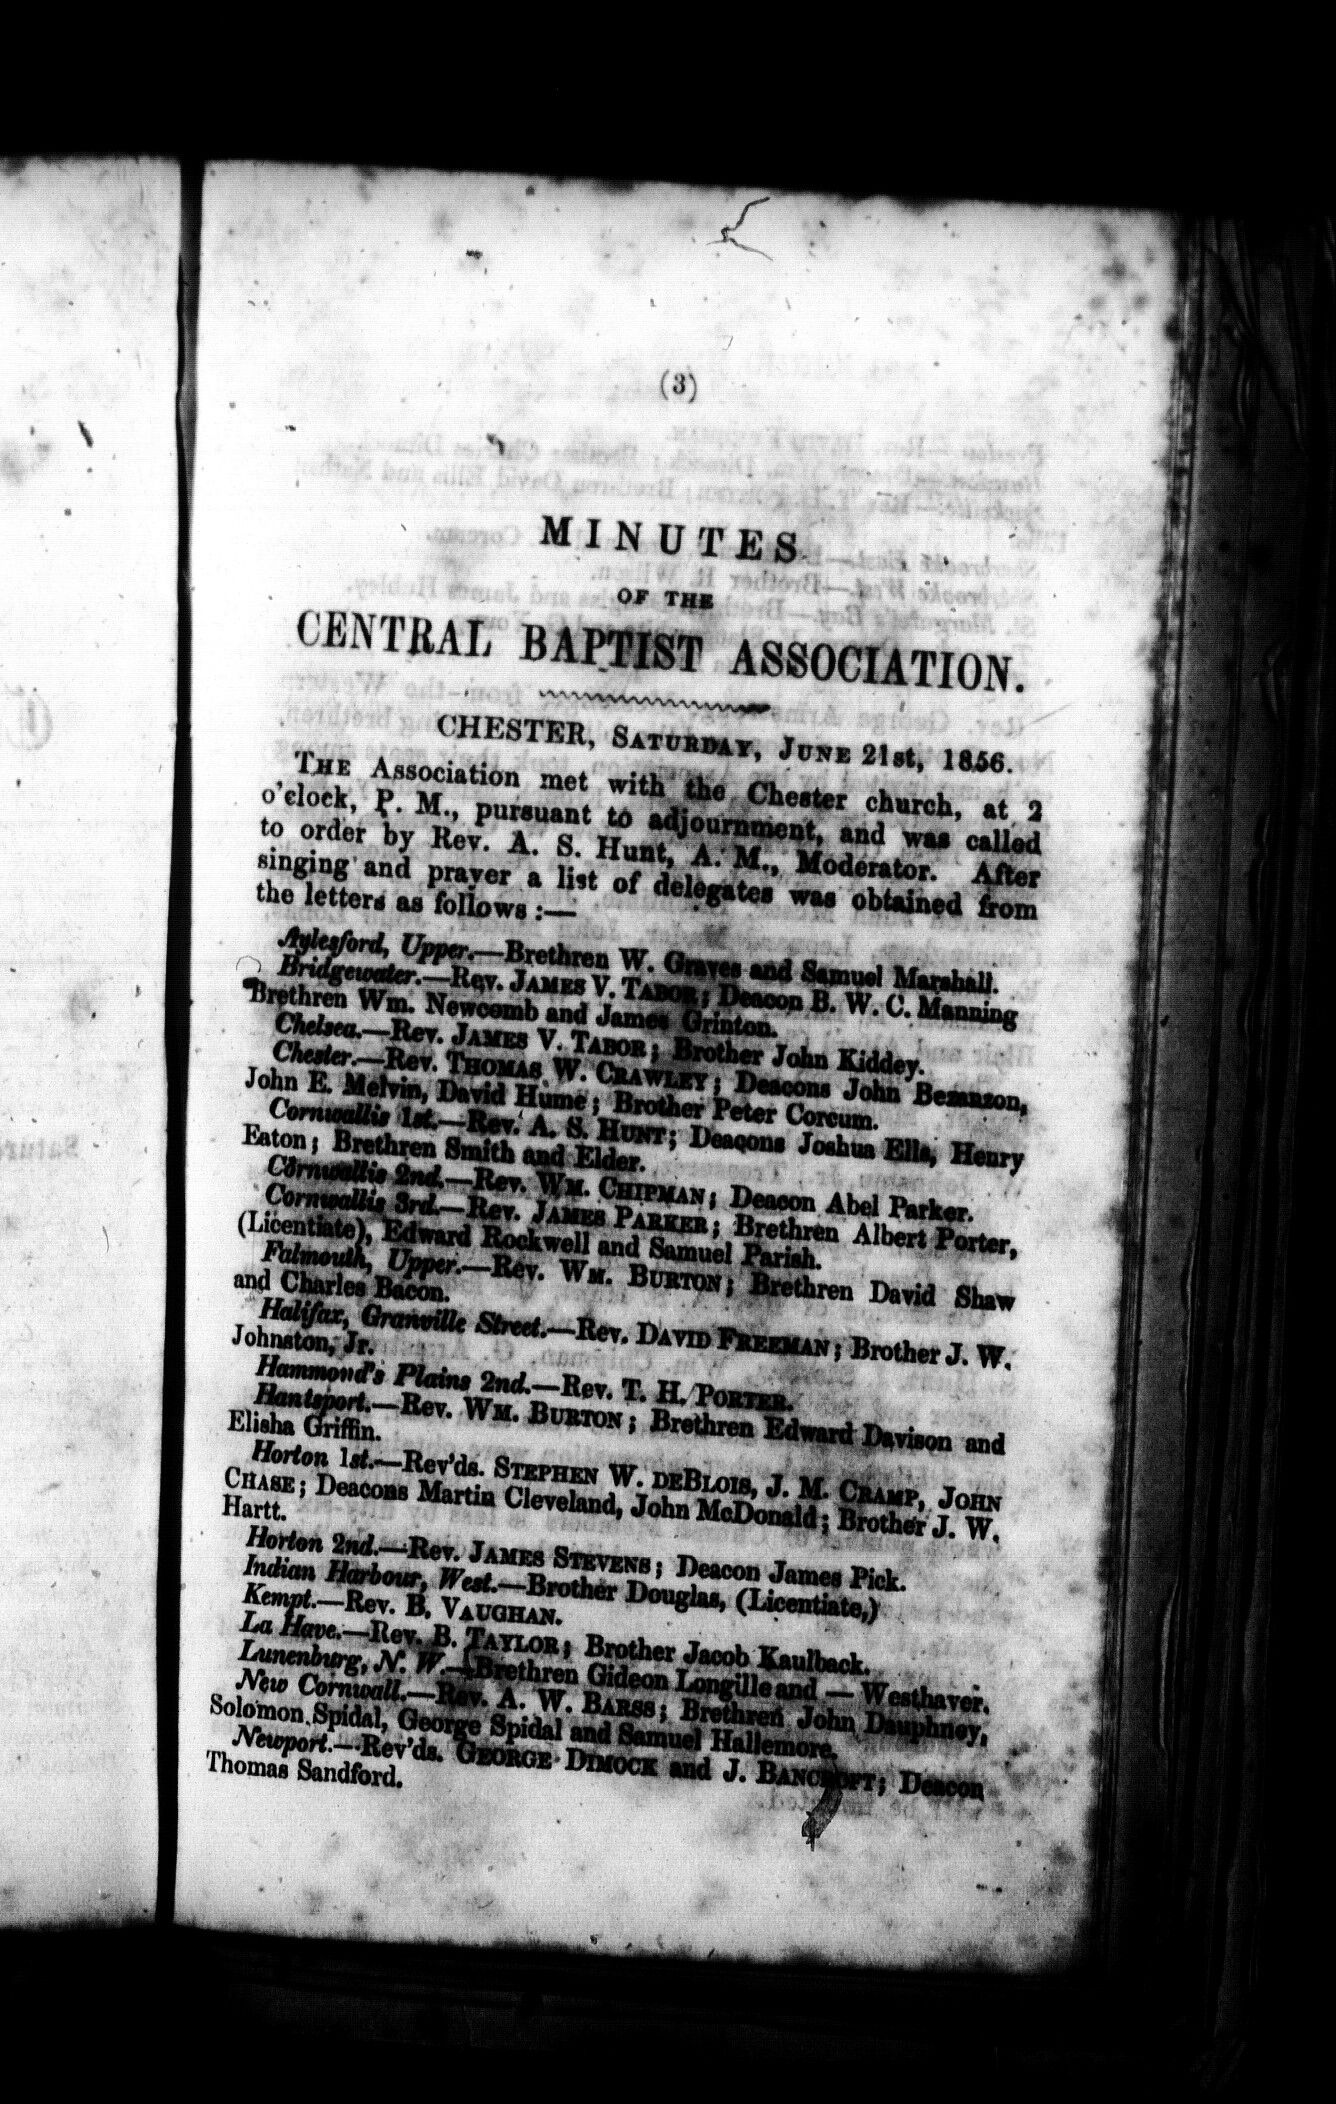 (3)
MINUTES
OF THE
CENTRAL BAPTIST ASSOCIATION.
CHESTER, SATURDAY, JUNE 21st, 1856.
THE Association met with the Chester church, at 2
o'clock, P. M., pursuant to adjournment, and was called
to order by Rev. A. S. Hunt, A. M., Moderator. After
singing and prayer a list of delegates was obtained from
the letters as follows :—
Aylesford, Upper.—Brethren W. Graves and Samuel Marshall.
Bridgewater.—Rev. JAMES V. TABOR; Deacon B. W. C. Manning
Brethren Wm. Newcomb and James Grinton.
Chelsea.—Rev. JAMES V. TABOR; Brother John Kiddey.
Chester.—Rev. THOMAS W. CRAWLEY; Deacons John Bezanzon,
John E. Melvin, David Hume; Brother Peter Corcum.
Cornwallis 1st.—Rev. A. S. HUNT; Deacons Joshua Ells, Henry
Eaton; Brethren Smith and Elder.
Cornwallis 2nd.—Rev. WM. CHIPMAN; Deacon Abel Parker.
Cornwallis 3rd.—Rev. JAMES PARKER; Brethren Albert Porter,
(Licentiate), Edward Rockwell and Samuel Parish.
Falmouth, Upper.—Rev. WM. BURTON; Brethren David Shaw
and Charles Bacon.
Halifax, Granville Street.—Rev. DAVID FREEMAN; Brother J. W.
Johnston, Jr.
Hammond's Plains 2nd.—Rev. T. H. PORTER.
Hantsport.—Rev. WM. BURTON; Brethren Edward Davison and
Elisha Griffin.
Horton 1st.—Rev'ds. STEPHEN W. DEBLOIS, J. M. CRAMP, JOHN
CHASE; Deacons Martin Cleveland, John McDonald; Brother J. W.
Hartt.
Horton 2nd.—Rev. JAMES STEVENS; Deacon James Pick.
Indian Harbour, West.—Brother Douglas, (Licentiate,)
Kempt.—Rev. B. VAUGHAN.
La Have.—Rev. B. TAYLOR; Brother Jacob Kaulback.
Lunenburg, N. W.—Brethren Gideon Longille and — Westhaver.
New Cornwall.—Rev. A. W. BARSS; Brethren John Dauphney,
Solomon Spidal, George Spidal and Samuel Hallemore.
Newport.—Rev'ds. GEORGE DIMOCK and J. BANCROFT; Deacon
Thomas Sandford.